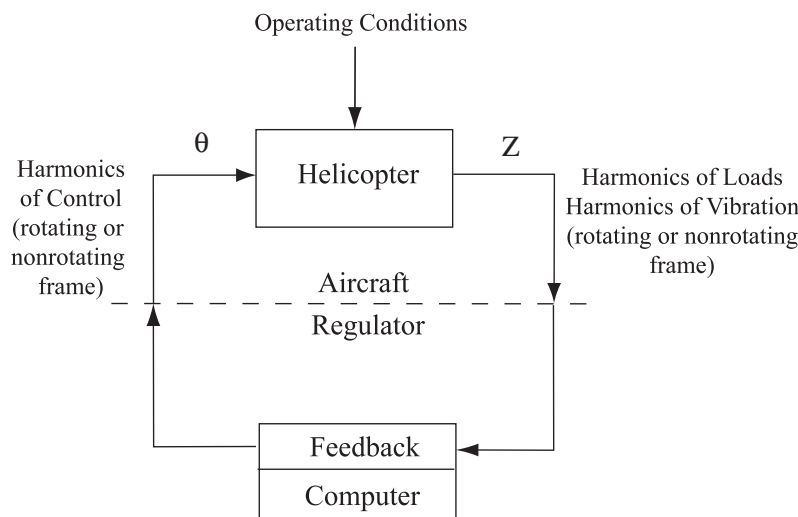 Operating Conditions
θ
Z
Harmonics
of Control
(rotating or
nonrotating
frame)
Helicopter
Harmonics of Loads
Harmonics of Vibration
(rotating or nonrotating
frame)
Aircraft
Regulator
Feedback
Computer